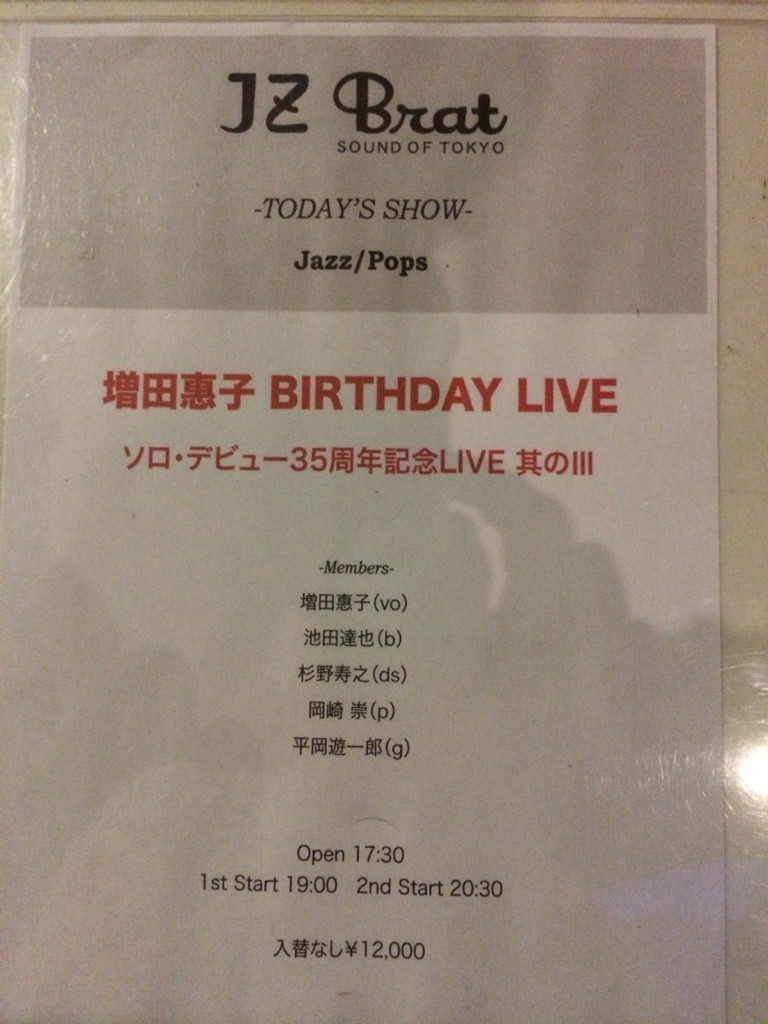 JZ Brat
SOUND OF TOKYO
-TODAY'S SHOW-
Jazz/Pops
増田惠子 BIRTHDAY LIVE
ソロ・デビュー35周年記念LIVE 其のIII
-Members-
増田惠子(vo)
池田達也(b)
杉野寿之(ds)
岡崎 崇(p)
平岡遊一郎(g)
Open 17:30
1st Start 19:00 2nd Start 20:30
入替なし¥12,000